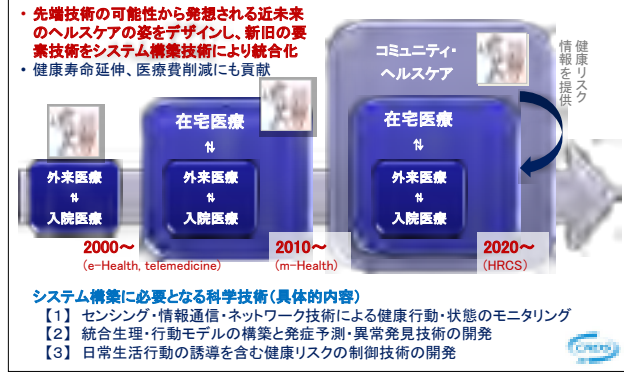 • 先端技術の可能性から発想される近未来
のヘルスケアの姿をデザインし、新旧の要
素技術をシステム構築技術により統合化
• 健康寿命延伸、医療費削減にも貢献
コミュニティ・
ヘルスケア
健康リスク
情報を提供
在宅医療
⇅
外来医療
⇅
入院医療
在宅医療
⇅
外来医療
⇅
入院医療
外来医療
⇅
入院医療
2000～
(e-Health, telemedicine)
2010～
(m-Health)
2020～
(HRCS)
システム構築に必要となる科学技術(具体的内容)
【1】 センシング・情報通信・ネットワーク技術による健康行動・状態のモニタリング
【2】 統合生理・行動モデルの構築と発症予測・異常発見技術の開発
【3】 日常生活行動の誘導を含む健康リスクの制御技術の開発